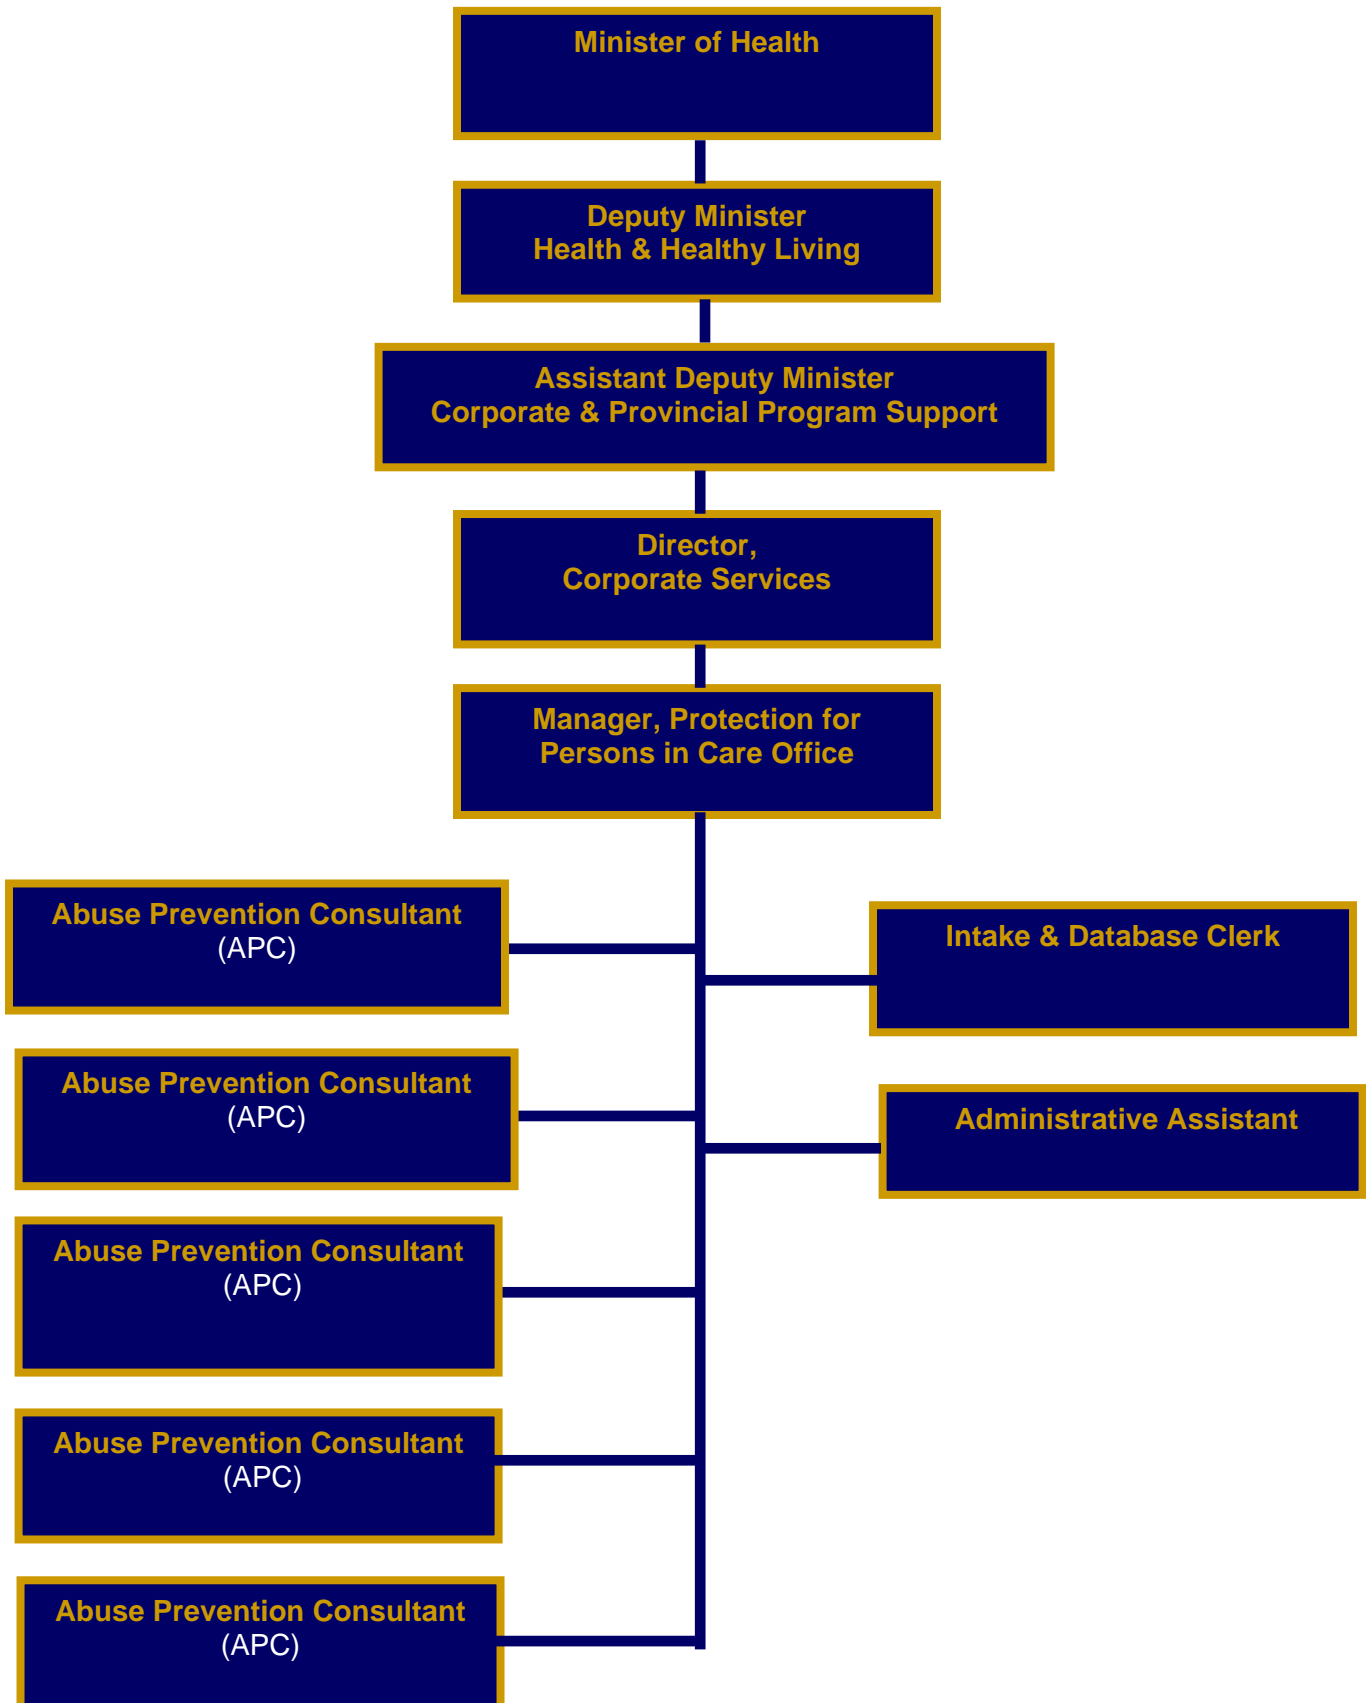 Minister of Health
Deputy Minister
Health & Healthy Living
Assistant Deputy Minister
Corporate & Provincial Program Support
Director,
Corporate Services
Manager, Protection for
Persons in Care Office
Abuse Prevention Consultant
(APC)
Intake & Database Clerk
Abuse Prevention Consultant
(APC)
Administrative Assistant
Abuse Prevention Consultant
(APC)
Abuse Prevention Consultant
(APC)
Abuse Prevention Consultant
(APC)